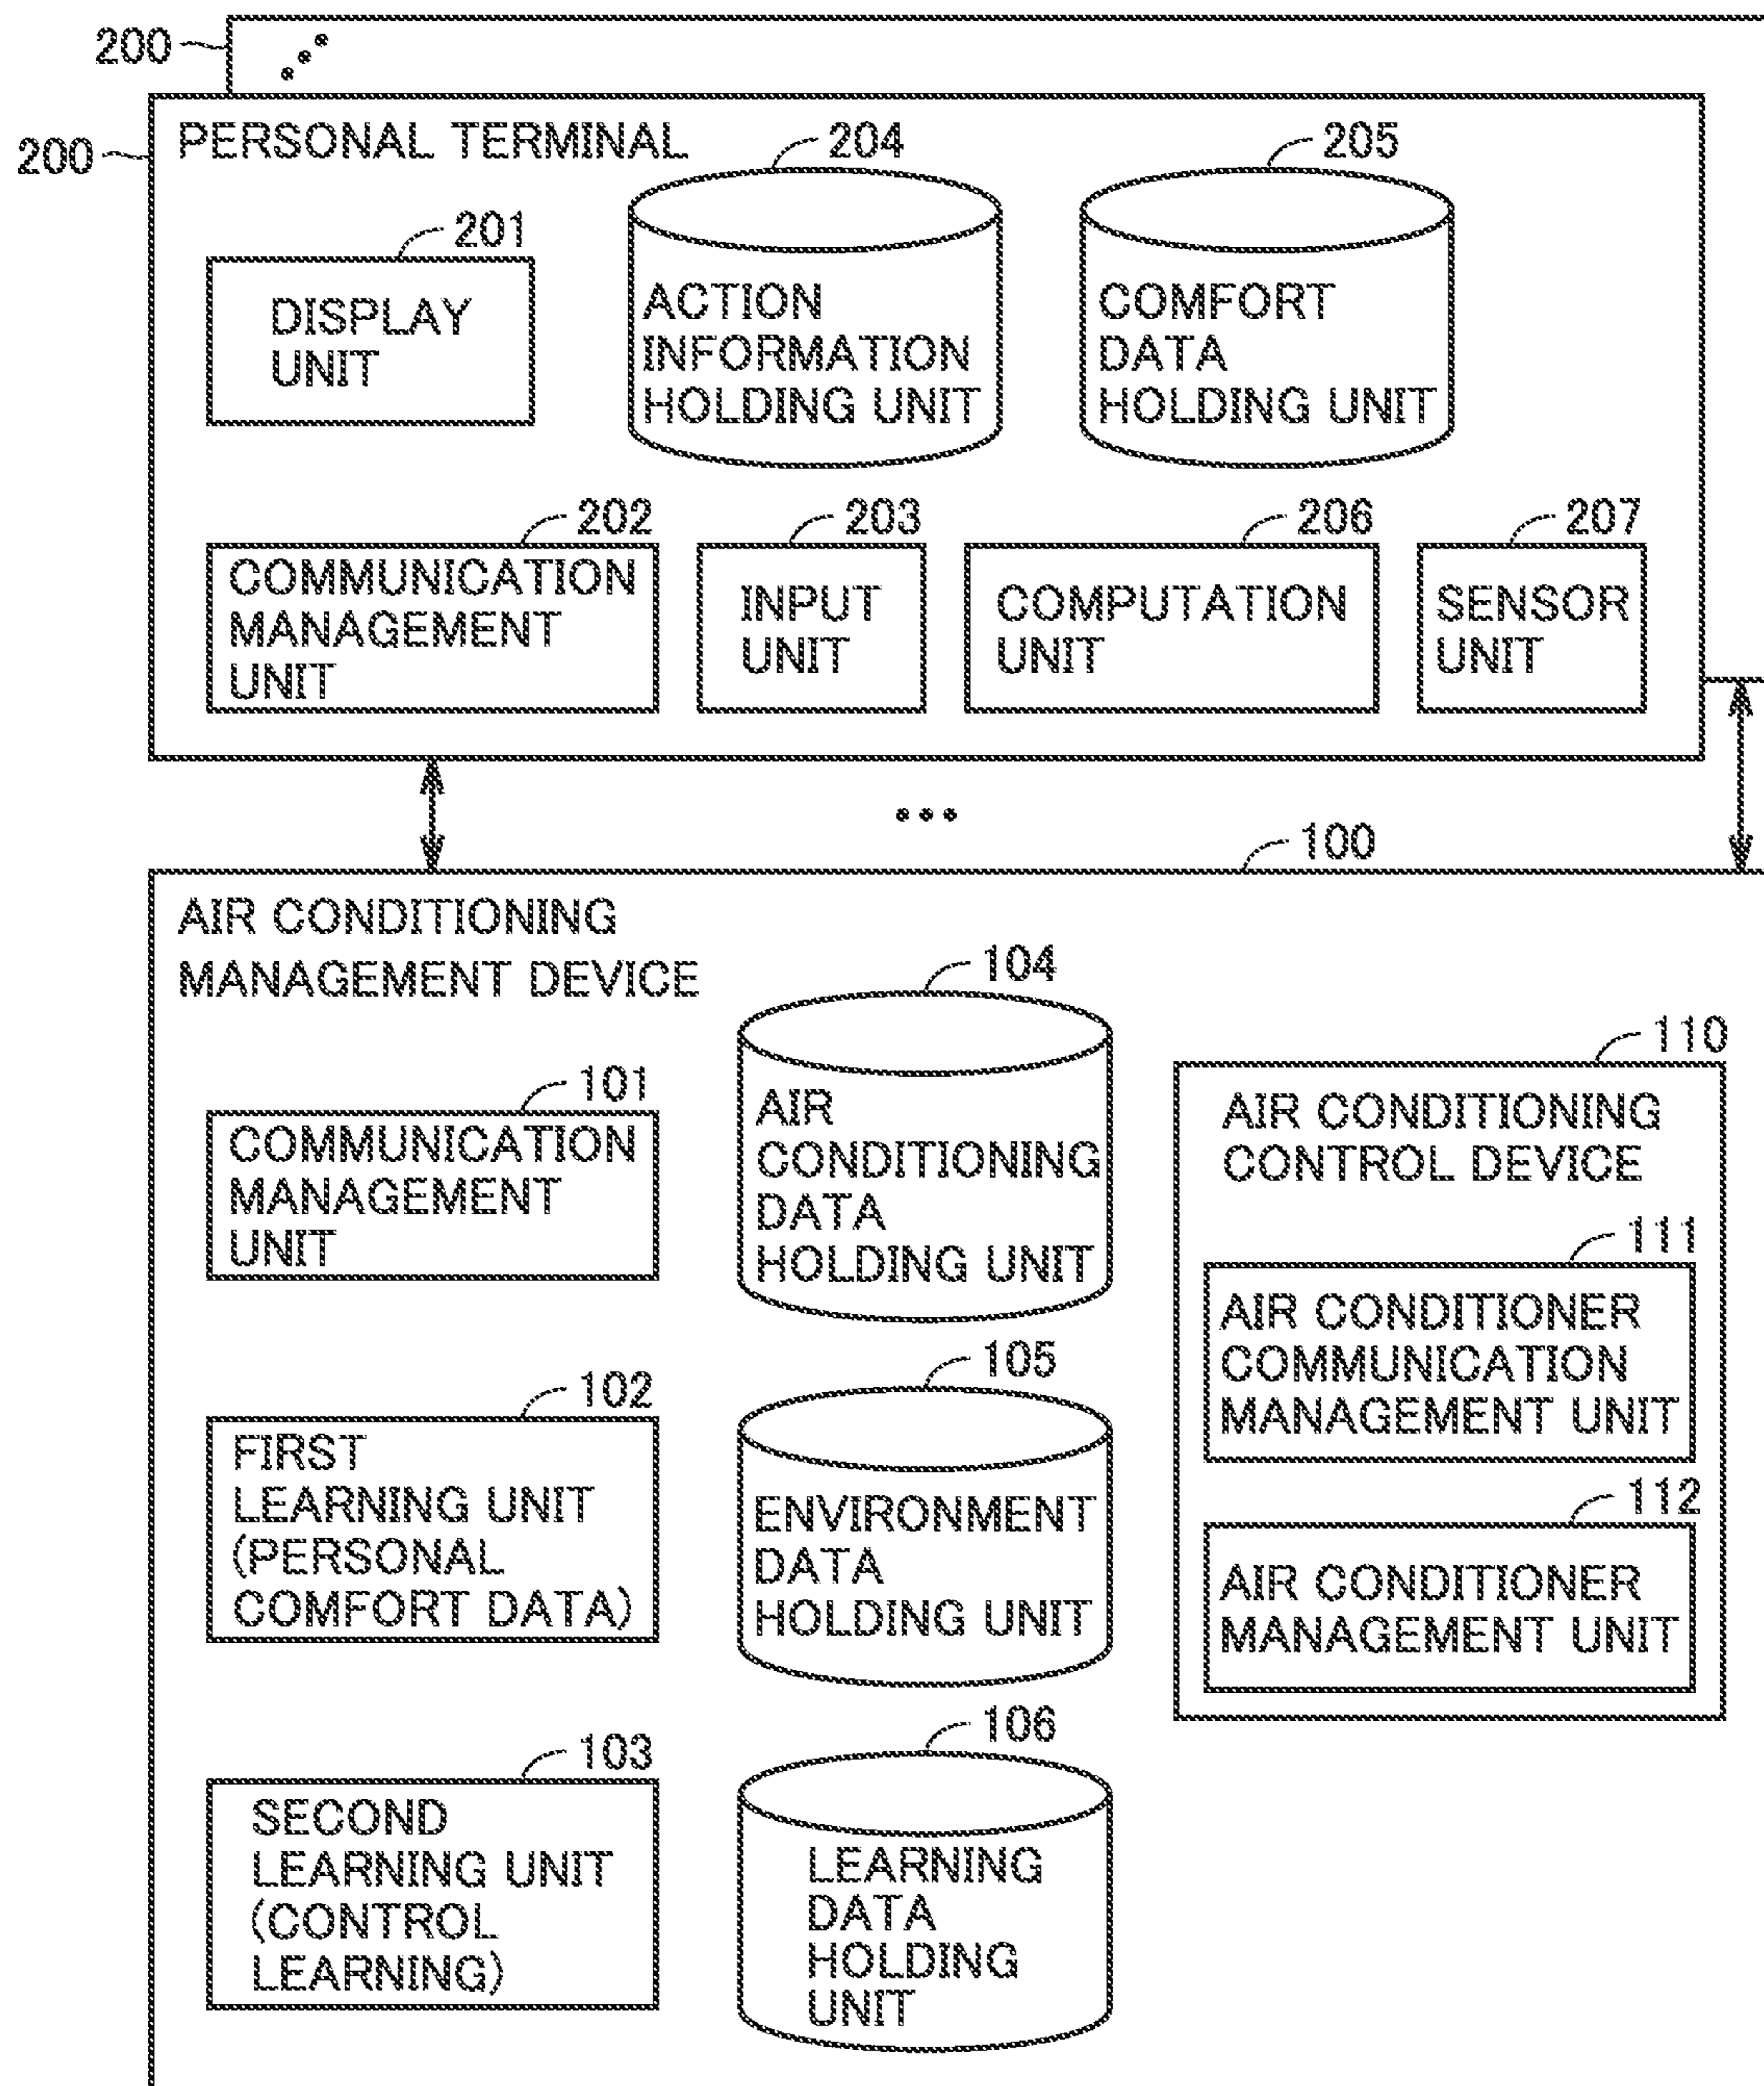 200
200
PERSONAL TERMINAL
204
205
201
DISPLAY
UNIT
ACTION
INFORMATION
HOLDING UNIT
COMFORT
DATA
HOLDING UNIT
202
203
206
207
COMMUNICATION
MANAGEMENT
UNIT
INPUT
UNIT
COMPUTATION
UNIT
SENSOR
UNIT
100
AIR CONDITIONING
MANAGEMENT DEVICE
104
110
101
COMMUNICATION
MANAGEMENT
UNIT
AIR
CONDITIONING
DATA
HOLDING UNIT
AIR CONDITIONING
CONTROL DEVICE
111
AIR CONDITIONER
COMMUNICATION
MANAGEMENT UNIT
102
105
FIRST
LEARNING UNIT
(PERSONAL
COMFORT DATA)
ENVIRONMENT
DATA
HOLDING UNIT
112
AIR CONDITIONER
MANAGEMENT UNIT
103
106
SECOND
LEARNING UNIT
(CONTROL
LEARNING)
LEARNING
DATA
HOLDING
UNIT